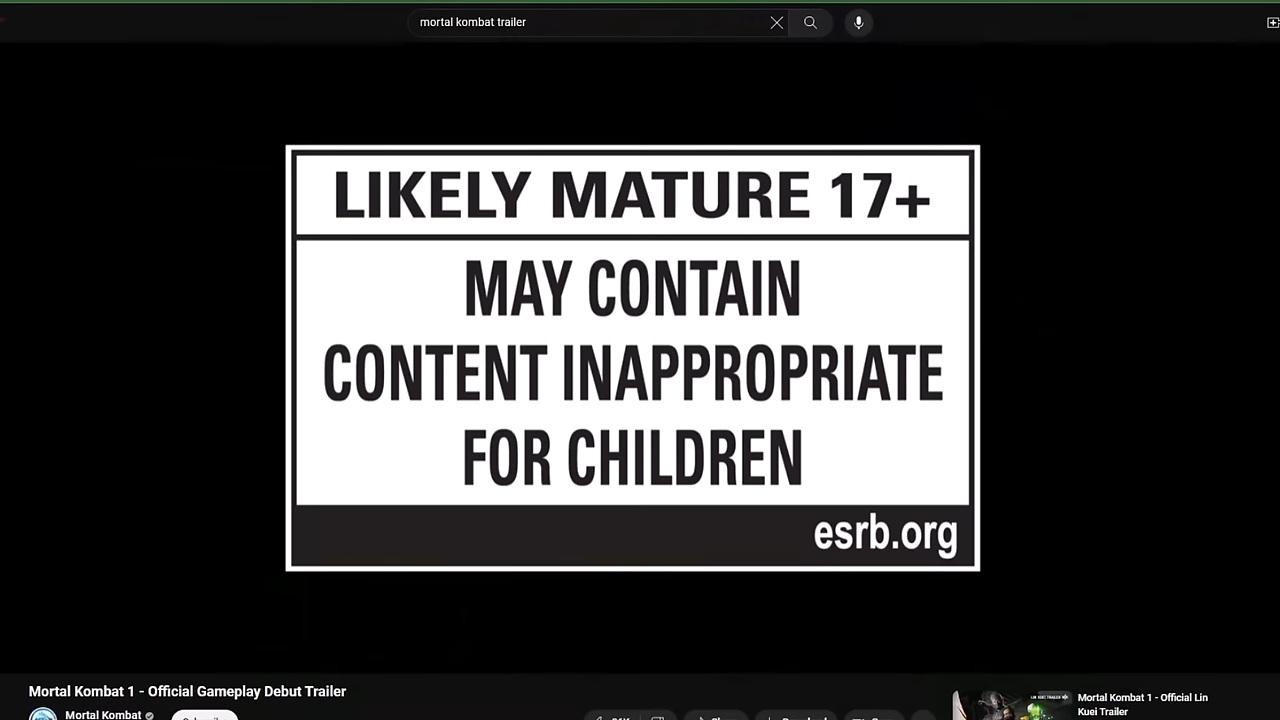 mortal kombat trailer
LIKELY MATURE 17+
MAY CONTAIN
CONTENT INAPPROPRIATE
FOR CHILDREN
esrb.org
Mortal Kombat 1 - Official Gameplay Debut Trailer
Mortal Kombat
Mortal Kombat 1 - Official Lin
Kuei Trailer